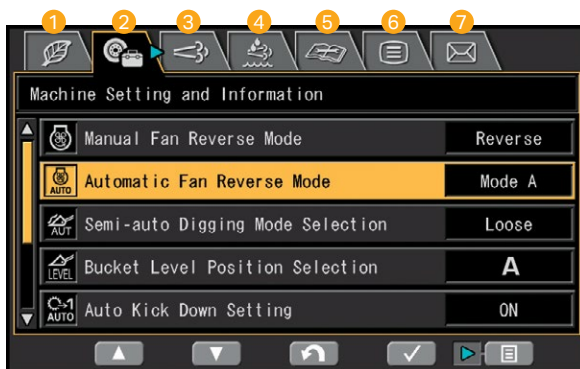 1 2 3 4 5 6 7
Machine Setting and Information
Manual Fan Reverse Mode Reverse
AUTO Automatic Fan Reverse Mode Mode A
AUT Semi-auto Digging Mode Selection Loose
LEVEL Bucket Level Position Selection A
1 AUTO Auto Kick Down Setting ON